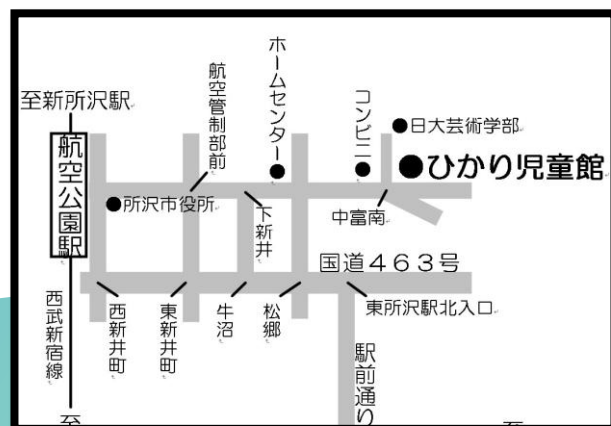 至新所沢駅
航空公園駅
西武新宿線
至
●所沢市役所
航空管制部前
ホームセンター●
コンビニ●
●日大芸術学部
●ひかり児童館
中富南
下新井
国道４６３号
西新井町
東新井町
牛沼
松郷
東所沢駅北入口
駅前通り
至